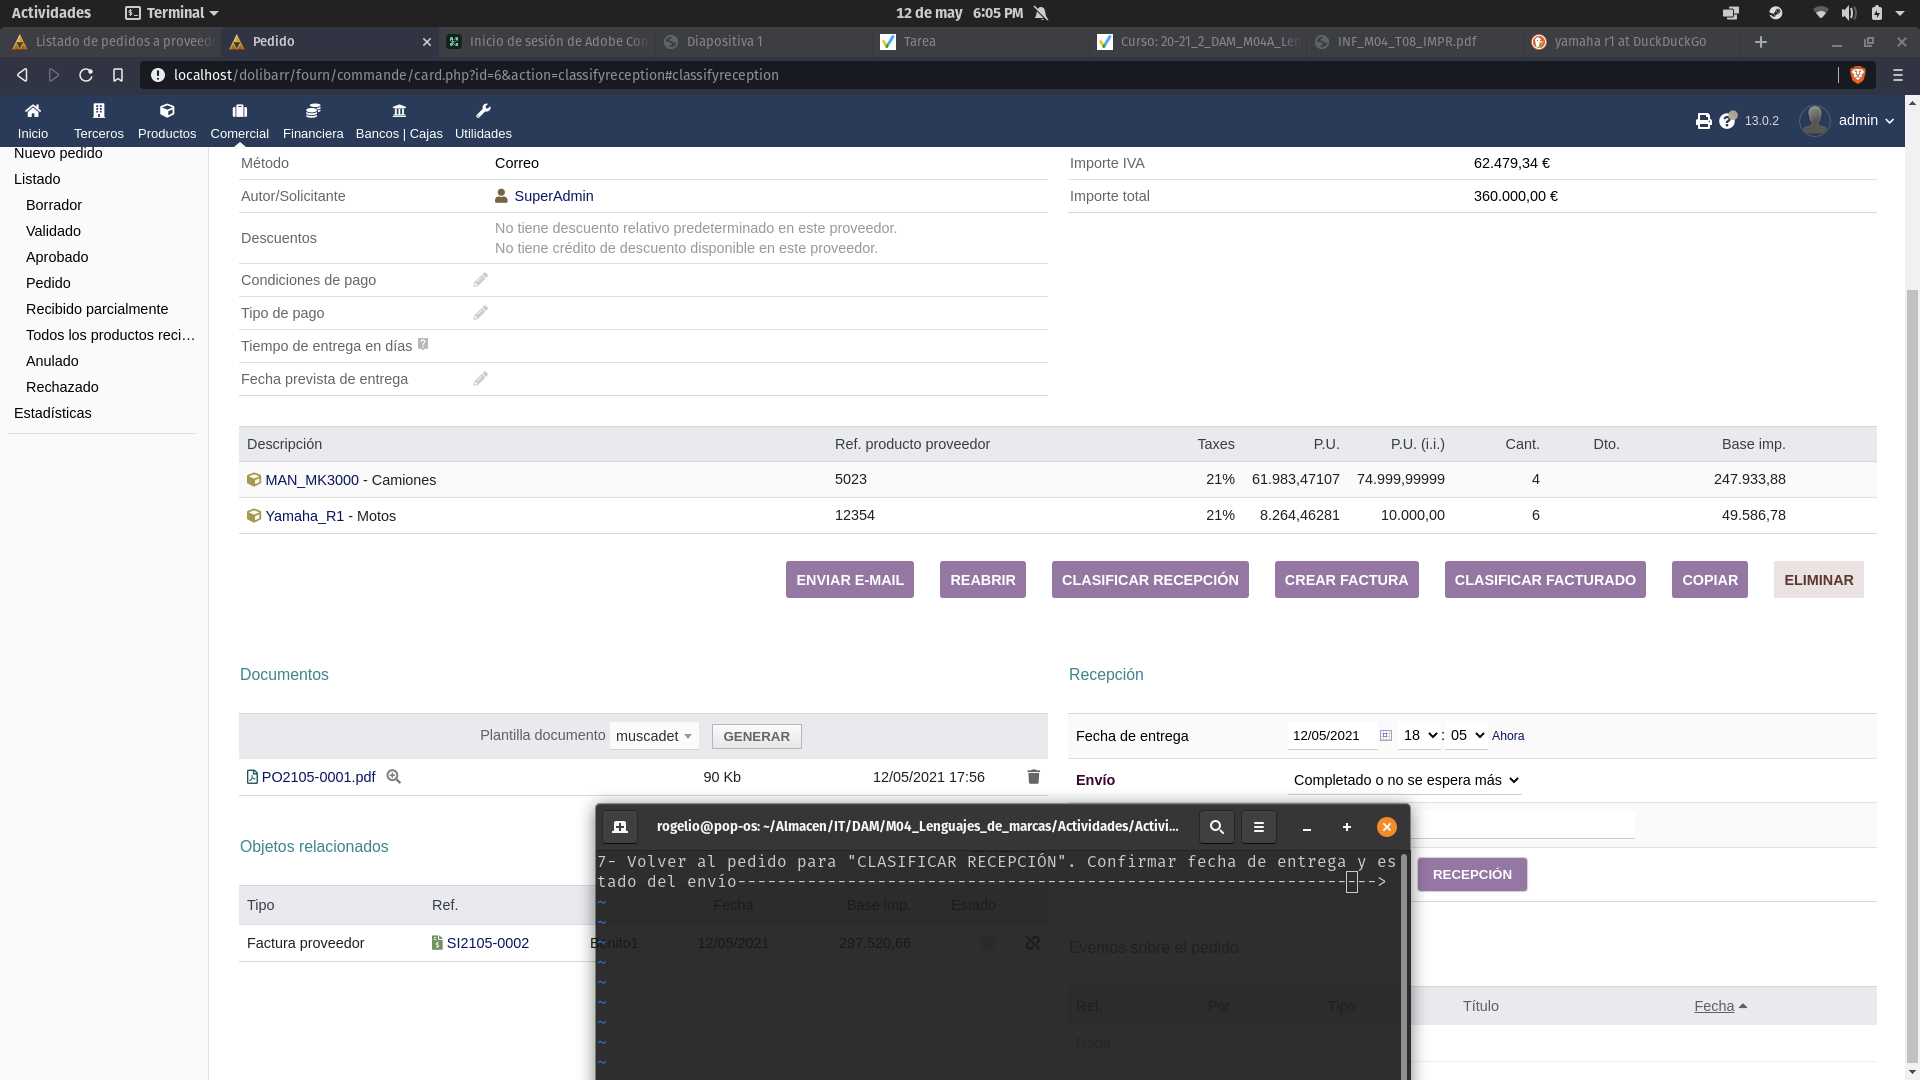 Actividades
Terminal
12 de may 6:05 PM
Listado de pedidos a proveed
Pedido
Inicio de sesión de Adobe Con
Diapositiva 1
Tarea
Curso: 20-21_2_DAM_M04A_Len
INF_M04_T08_IMPR.pdf
yamaha r1 at DuckDuckGo
localhost/dolibarr/fourn/commande/card.php?id=6&action=classifyreception#classifyreception
Inicio
Terceros
Productos
Comercial
Financiera
Bancos | Cajas
Utilidades
13.0.2
admin
Nuevo pedido
Listado
Borrador
Validado
Aprobado
Pedido
Recibido parcialmente
Todos los productos reci…
Anulado
Rechazado
Estadísticas
Método Correo
Autor/Solicitante SuperAdmin
Descuentos
No tiene descuento relativo predeterminado en este proveedor.
No tiene crédito de descuento disponible en este proveedor.
Condiciones de pago
Tipo de pago
Tiempo de entrega en días
Fecha prevista de entrega
Importe IVA 62.479,34 €
Importe total 360.000,00 €
Descripción Ref. producto proveedor Taxes P.U. P.U. (i.i.) Cant. Dto. Base imp.
MAN_MK3000 - Camiones 5023 21% 61.983,47107 74.999,99999 4 247.933,88
Yamaha_R1 - Motos 12354 21% 8.264,46281 10.000,00 6 49.586,78
ENVIAR E-MAIL
REABRIR
CLASIFICAR RECEPCIÓN
CREAR FACTURA
CLASIFICAR FACTURADO
COPIAR
ELIMINAR
Documentos
Plantilla documento muscadet GENERAR
PO2105-0001.pdf 90 Kb 12/05/2021 17:56
Objetos relacionados
Tipo Ref. Fecha Base imp. Estado
Factura proveedor SI2105-0002 Benito1 12/05/2021 297.520,66
Recepción
Fecha de entrega 12/05/2021 18 : 05 Ahora
Envío Completado o no se espera más
RECEPCIÓN
Eventos sobre el pedido
Ref. Por Tipo Título Fecha
Nada
rogelio@pop-os: ~/Almacen/IT/DAM/M04_Lenguajes_de_marcas/Actividades/Activi...
7- Volver al pedido para "CLASIFICAR RECEPCIÓN". Confirmar fecha de entrega y es
tado del envío---------------------------------------------------------------->
~
~
~
~
~
~
~
~
~